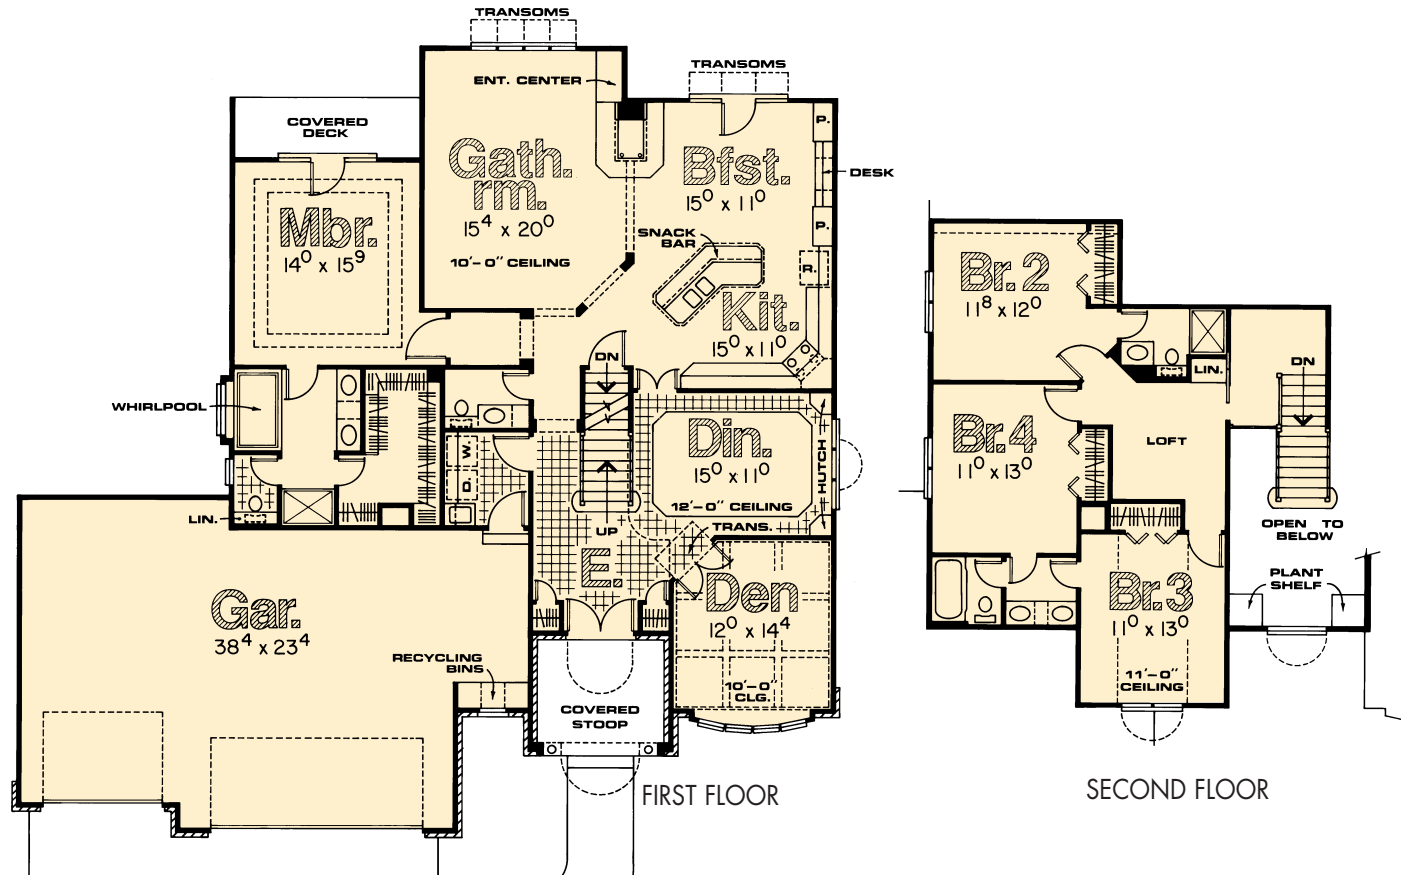 TRANSOMS
ENT. CENTER
TRANSOMS
COVERED
DECK
P.
Gath.
rm.
15⁴ x 20⁰
10'-0" CEILING
Bfst.
15⁰ x 11⁰
DESK
P.
Mbr.
14⁰ x 15⁹
SNACK
BAR
R.
Kit.
15⁰ x 11⁰
DN
WHIRLPOOL
W.
D.
Din.
15⁰ x 11⁰
12'-0" CEILING
HUTCH
LIN.
UP
TRANS.
E.
Den
12⁰ x 14⁴
10'-0"
CLG.
Gar.
38⁴ x 23⁴
RECYCLING
BINS
COVERED
STOOP
FIRST FLOOR
Br. 2
11⁸ x 12⁰
LIN.
DN
Br. 4
11⁰ x 13⁰
LOFT
OPEN TO
BELOW
PLANT
SHELF
Br. 3
11⁰ x 13⁰
11'-0"
CEILING
SECOND FLOOR